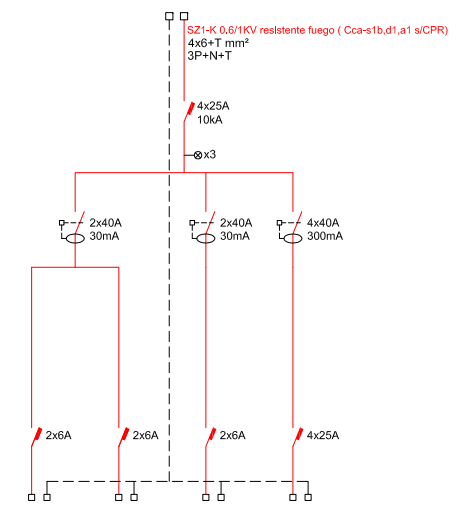 SZ1-K 0.6/1KV resIstente fuego ( Cca-s1b,d1,a1 s/CPR)
4x6+T mm²
3P+N+T
4x25A
10kA
x3
2x40A
30mA
2x40A
30mA
4x40A
300mA
2x6A
2x6A
2x6A
4x25A